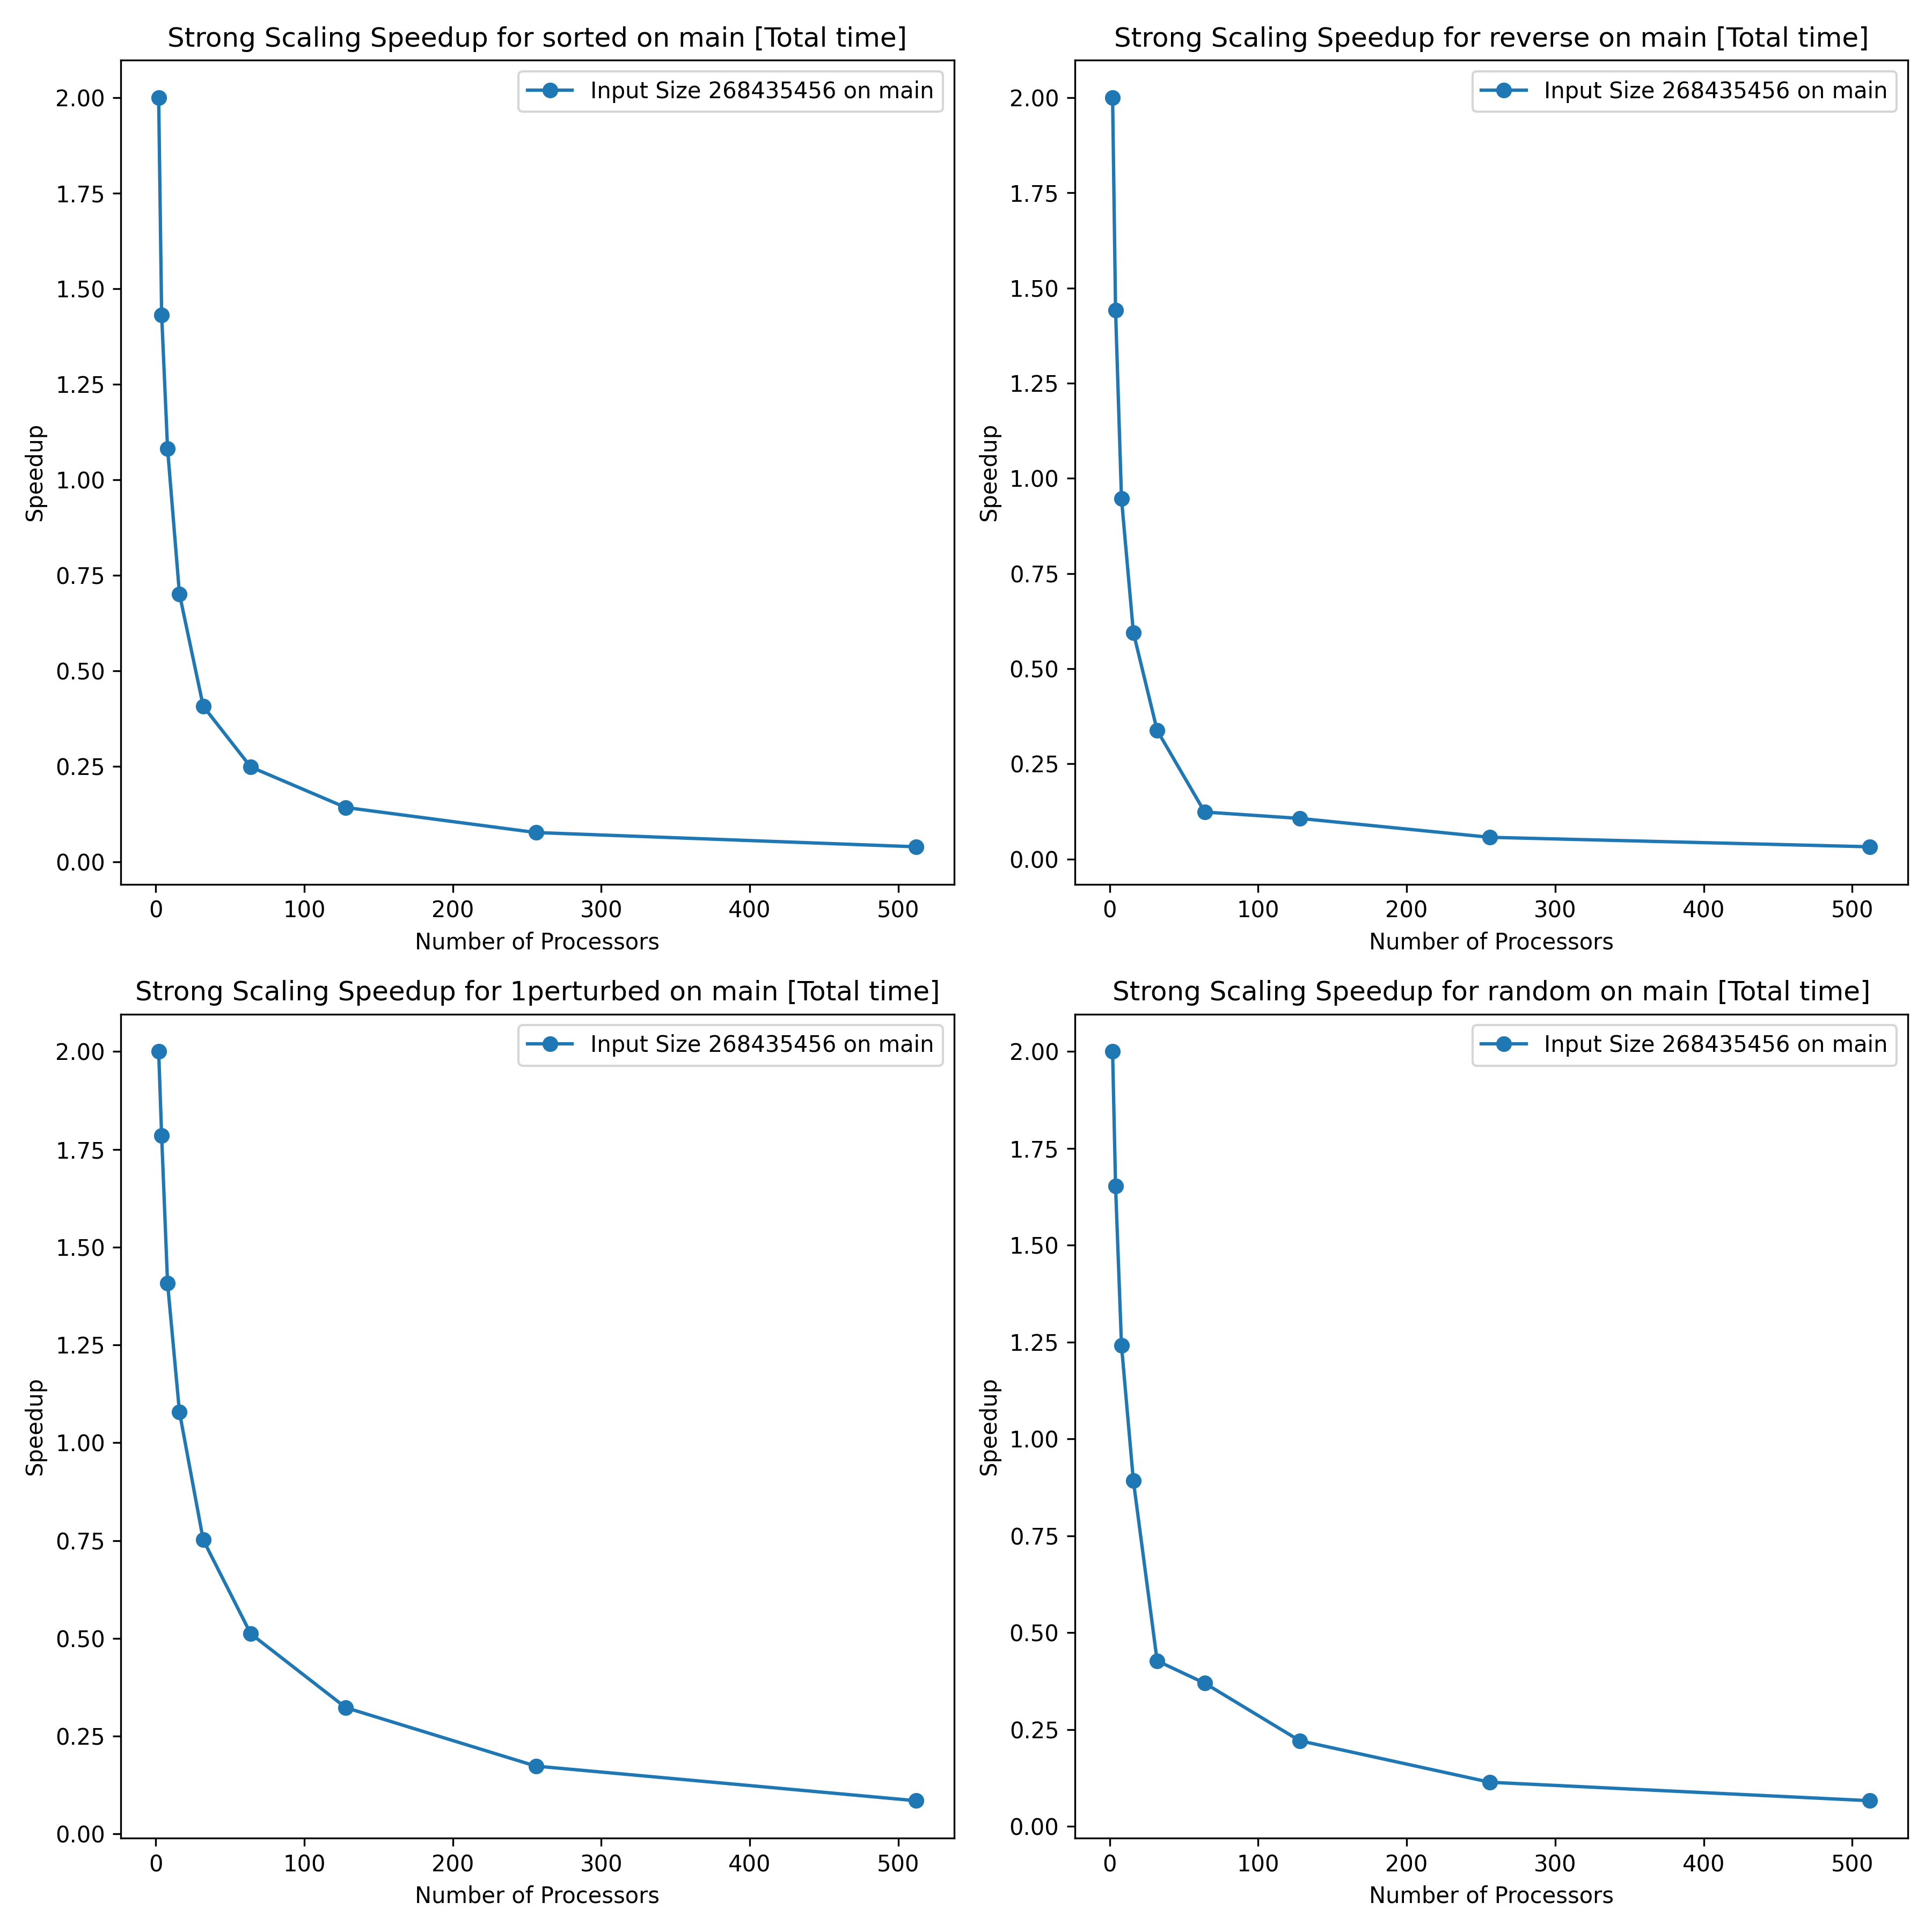 Strong Scaling Speedup for sorted on main [Total time]
Input Size 268435456 on main
2.00
1.75
1.50
1.25
1.00
0.75
0.50
0.25
0.00
Speedup
0 100 200 300 400 500
Number of Processors
Strong Scaling Speedup for reverse on main [Total time]
Input Size 268435456 on main
2.00
1.75
1.50
1.25
1.00
0.75
0.50
0.25
0.00
Speedup
0 100 200 300 400 500
Number of Processors
Strong Scaling Speedup for 1perturbed on main [Total time]
Input Size 268435456 on main
2.00
1.75
1.50
1.25
1.00
0.75
0.50
0.25
0.00
Speedup
0 100 200 300 400 500
Number of Processors
Strong Scaling Speedup for random on main [Total time]
Input Size 268435456 on main
2.00
1.75
1.50
1.25
1.00
0.75
0.50
0.25
0.00
Speedup
0 100 200 300 400 500
Number of Processors